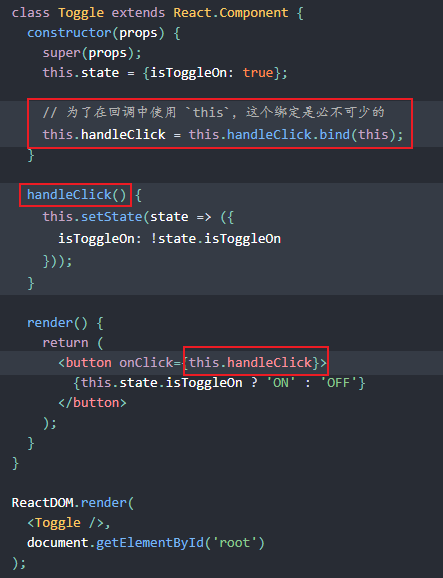 class Toggle extends React.Component {
  constructor(props) {
    super(props);
    this.state = {isToggleOn: true};

    // 为了在回调中使用 `this`，这个绑定是必不可少的
    this.handleClick = this.handleClick.bind(this);
  }

  handleClick() {
    this.setState(state => ({
      isToggleOn: !state.isToggleOn
    }));
  }

  render() {
    return (
      <button onClick={this.handleClick}>
        {this.state.isToggleOn ? 'ON' : 'OFF'}
      </button>
    );
  }
}

ReactDOM.render(
  <Toggle />,
  document.getElementById('root')
);